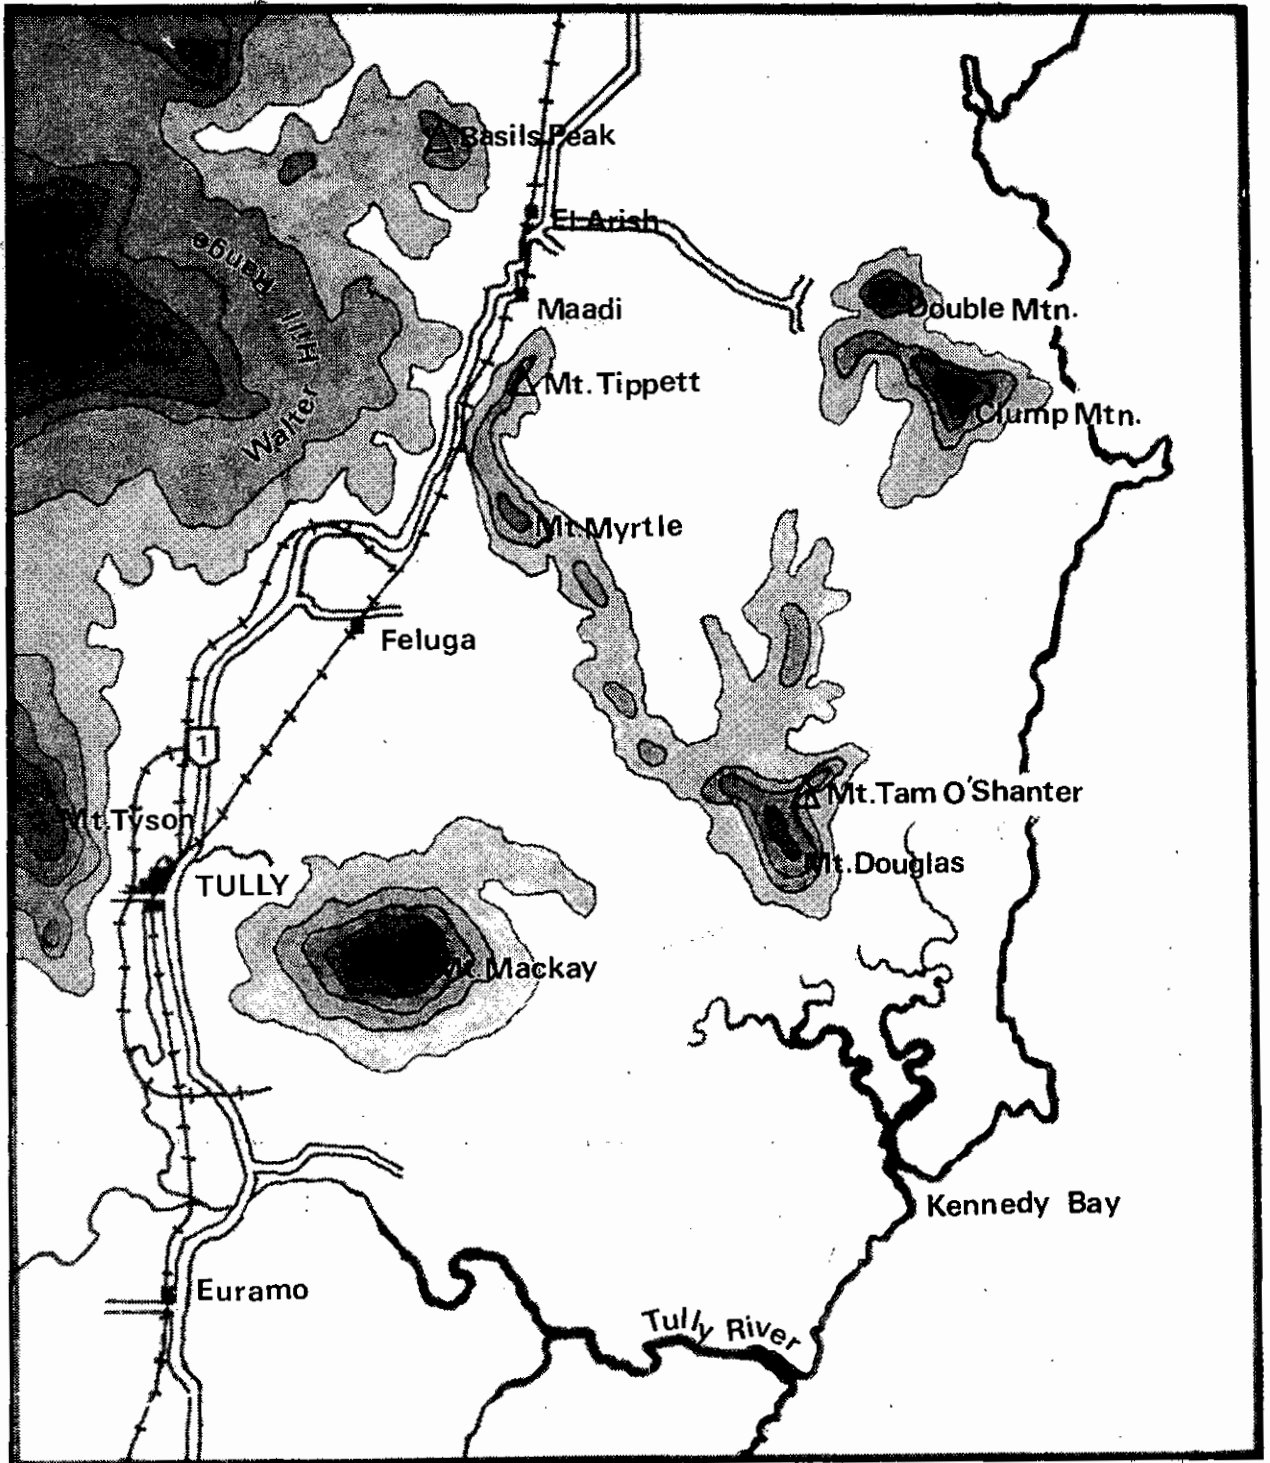 Basils Peak
El Arish
Walter Hill Range
Double Mtn.
Maadi
Mt. Tippett
Clump Mtn.
Mt. Myrtle
Feluga
1
Mt. Tyson
Mt. Tam O'Shanter
Mt. Douglas
TULLY
Mt. Mackay
Kennedy Bay
Euramo
Tully River